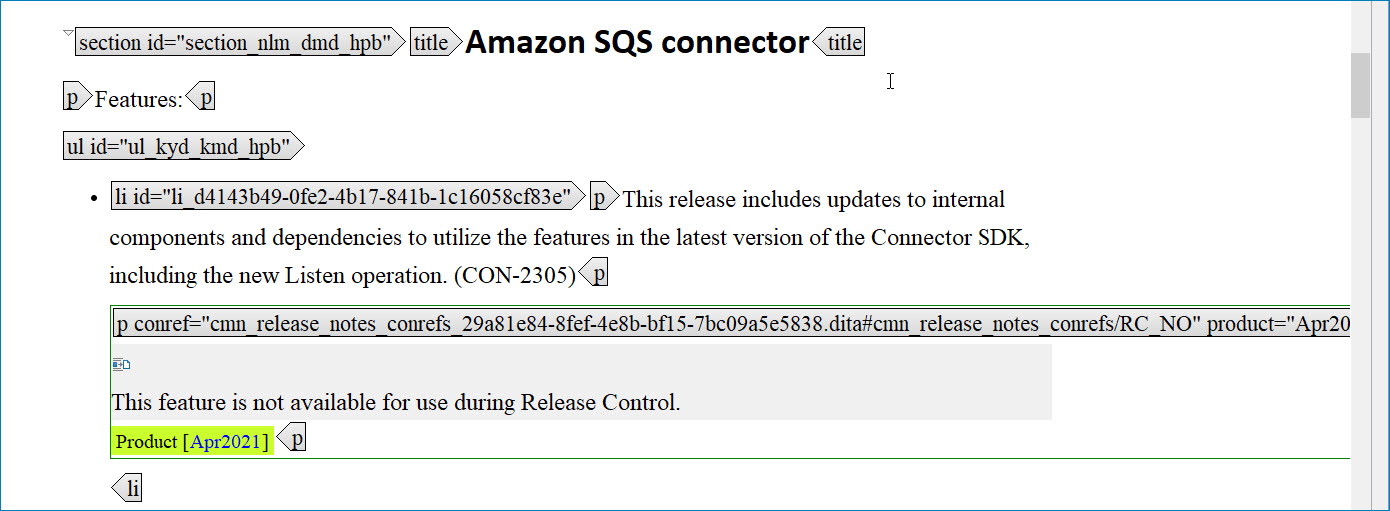 section id="section_nlm_dmd_hpb" title Amazon SQS connector title
p Features: p
ul id="ul_kyd_kmd_hpb"
• li id="li_d4143b49-0fe2-4b17-841b-1c16058cf83e" p This release includes updates to internal
components and dependencies to utilize the features in the latest version of the Connector SDK,
including the new Listen operation. (CON-2305) p
p conref="cmn_release_notes_conrefs_29a81e84-8fef-4e8b-bf15-7bc09a5e5838.dita#cmn_release_notes_conrefs/RC_NO" product="Apr20
This feature is not available for use during Release Control.
Product [Apr2021] p
li